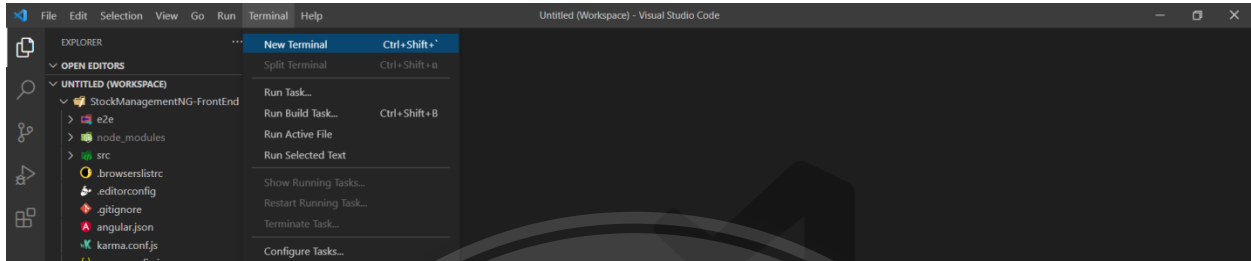 File Edit Selection View Go Run Terminal Help Untitled (Workspace) - Visual Studio Code
EXPLORER ...
OPEN EDITORS
UNTITLED (WORKSPACE)
StockManagementNG-FrontEnd
e2e
node_modules
src
.browserslistrc
.editorconfig
.gitignore
angular.json
karma.conf.js
New Terminal Ctrl+Shift+`
Split Terminal Ctrl+Shift+
Run Task...
Run Build Task... Ctrl+Shift+B
Run Active File
Run Selected Text
Show Running Tasks...
Restart Running Task...
Terminate Task...
Configure Tasks...